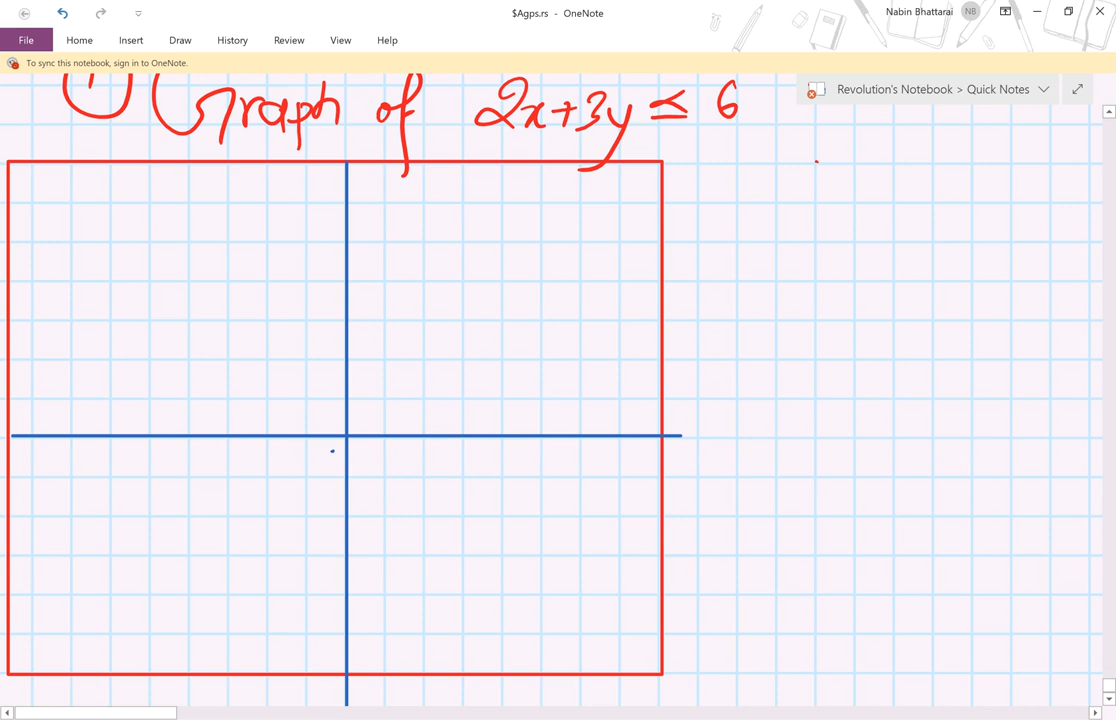 $Agps.rs - OneNote
Nabin Bhattarai NB
File Home Insert Draw History Review View Help
To sync this notebook, sign in to OneNote.
Revolution's Notebook > Quick Notes
① Graph of 2x+3y ≤ 6